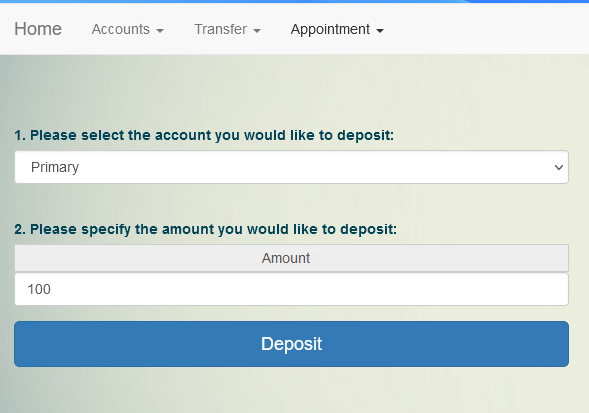 Home Accounts Transfer Appointment
1. Please select the account you would like to deposit:
Primary
2. Please specify the amount you would like to deposit:
Amount
100
Deposit